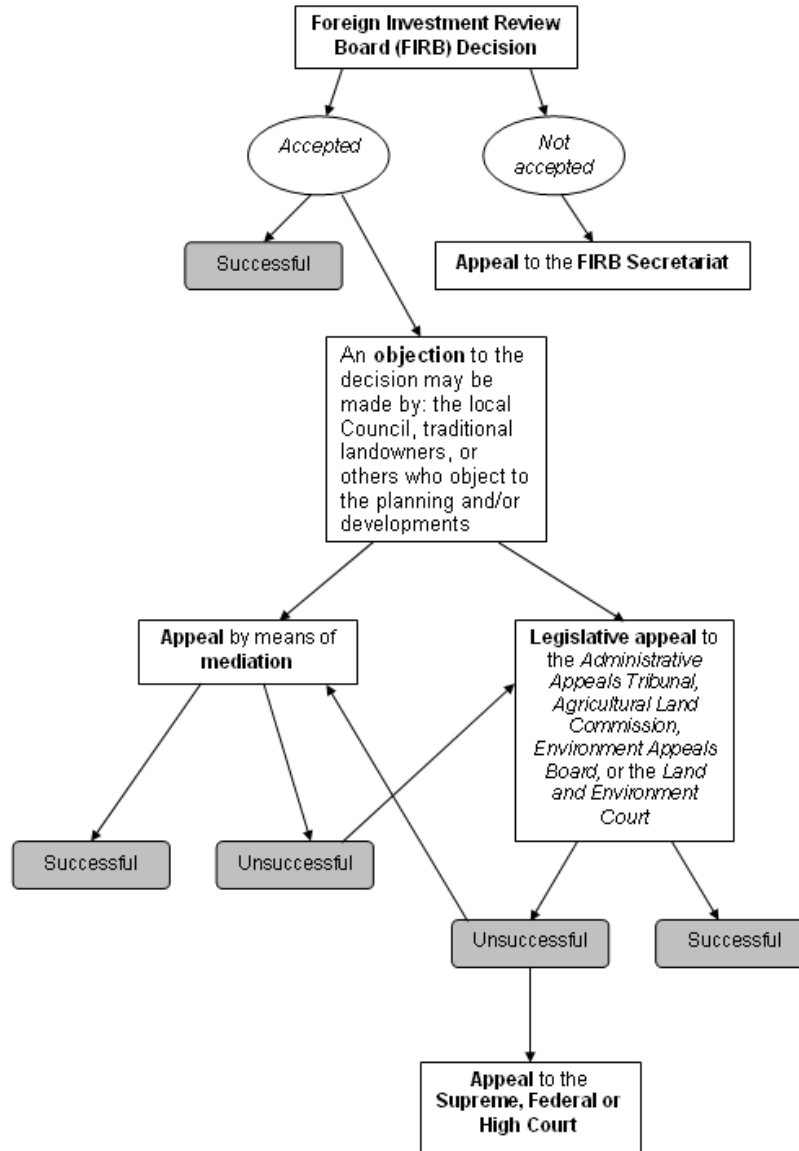 Foreign Investment Review
Board (FIRB) Decision
Accepted
Not
accepted
Successful
Appeal to the FIRB Secretariat
An objection to the
decision may be
made by: the local
Council, traditional
landowners, or
others who object to
the planning and/or
developments
Appeal by means of
mediation
Legislative appeal to
the Administrative
Appeals Tribunal,
Agricultural Land
Commission,
Environment Appeals
Board, or the Land
and Environment
Court
Successful
Unsuccessful
Unsuccessful
Successful
Appeal to the
Supreme, Federal or
High Court